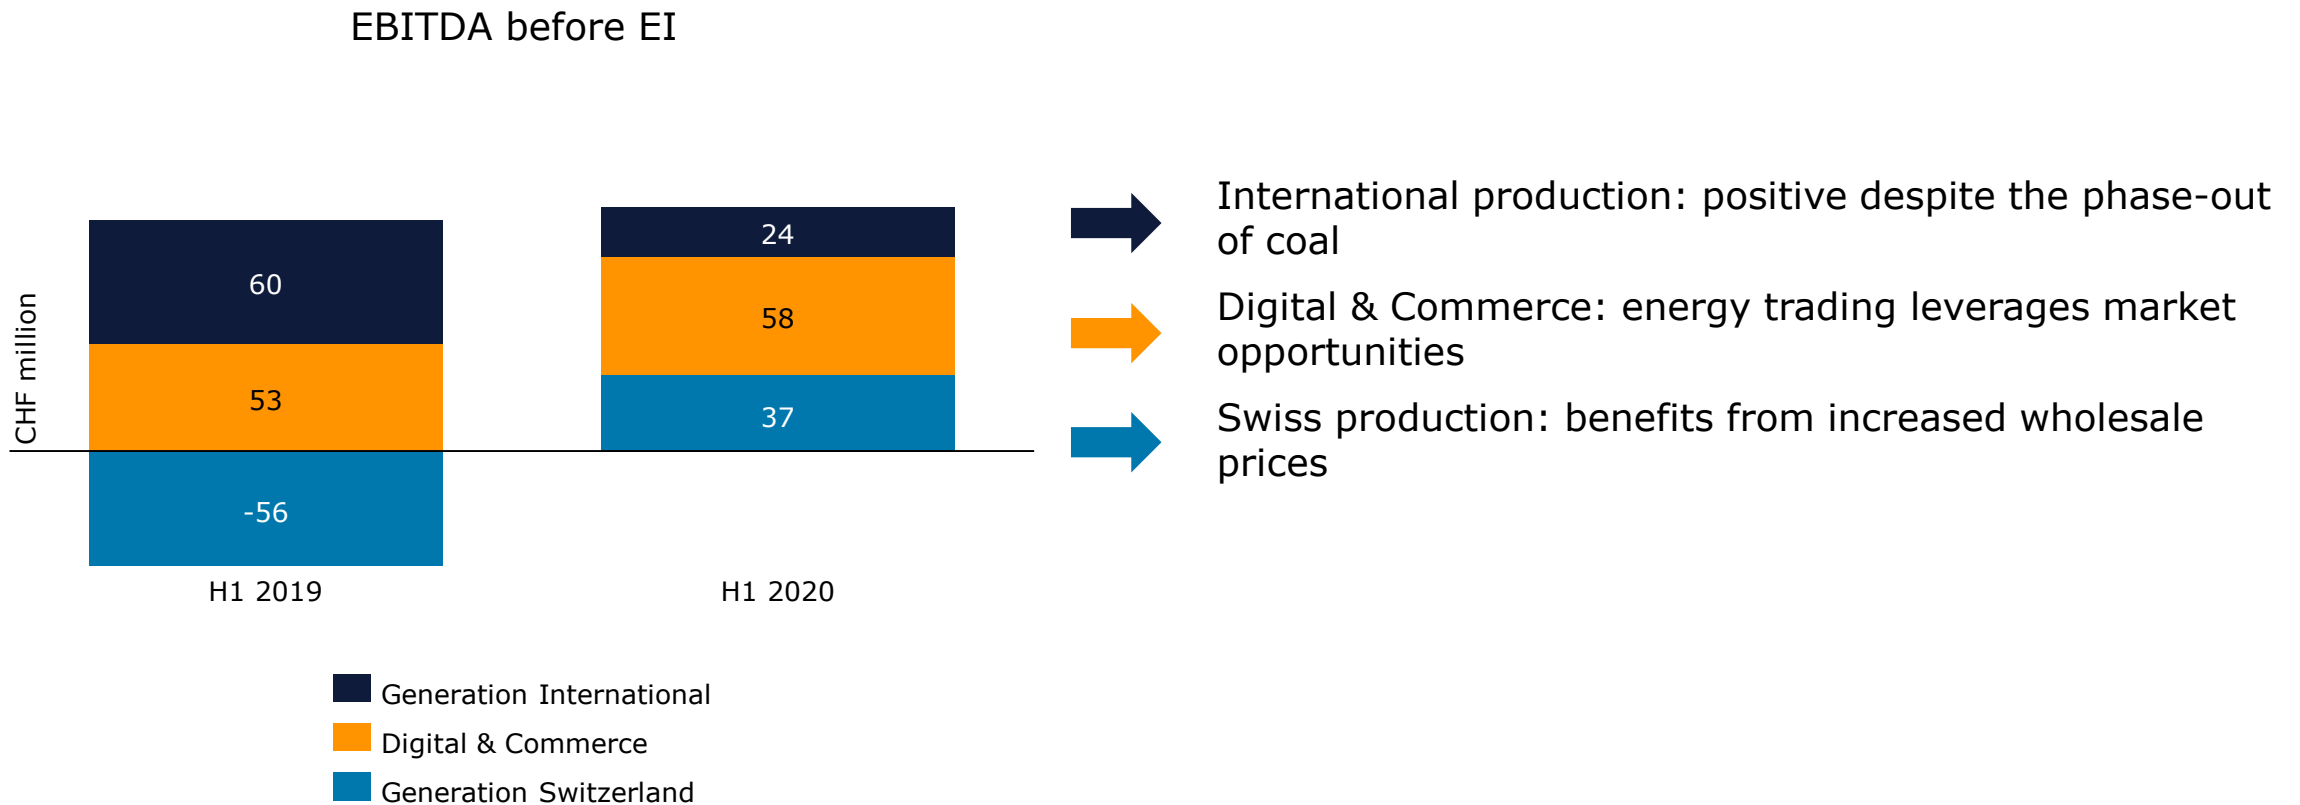 EBITDA before EI
CHF million
60
53
-56
H1 2019
24
58
37
H1 2020
International production: positive despite the phase-out
of coal
Digital & Commerce: energy trading leverages market
opportunities
Swiss production: benefits from increased wholesale
prices
Generation International
Digital & Commerce
Generation Switzerland